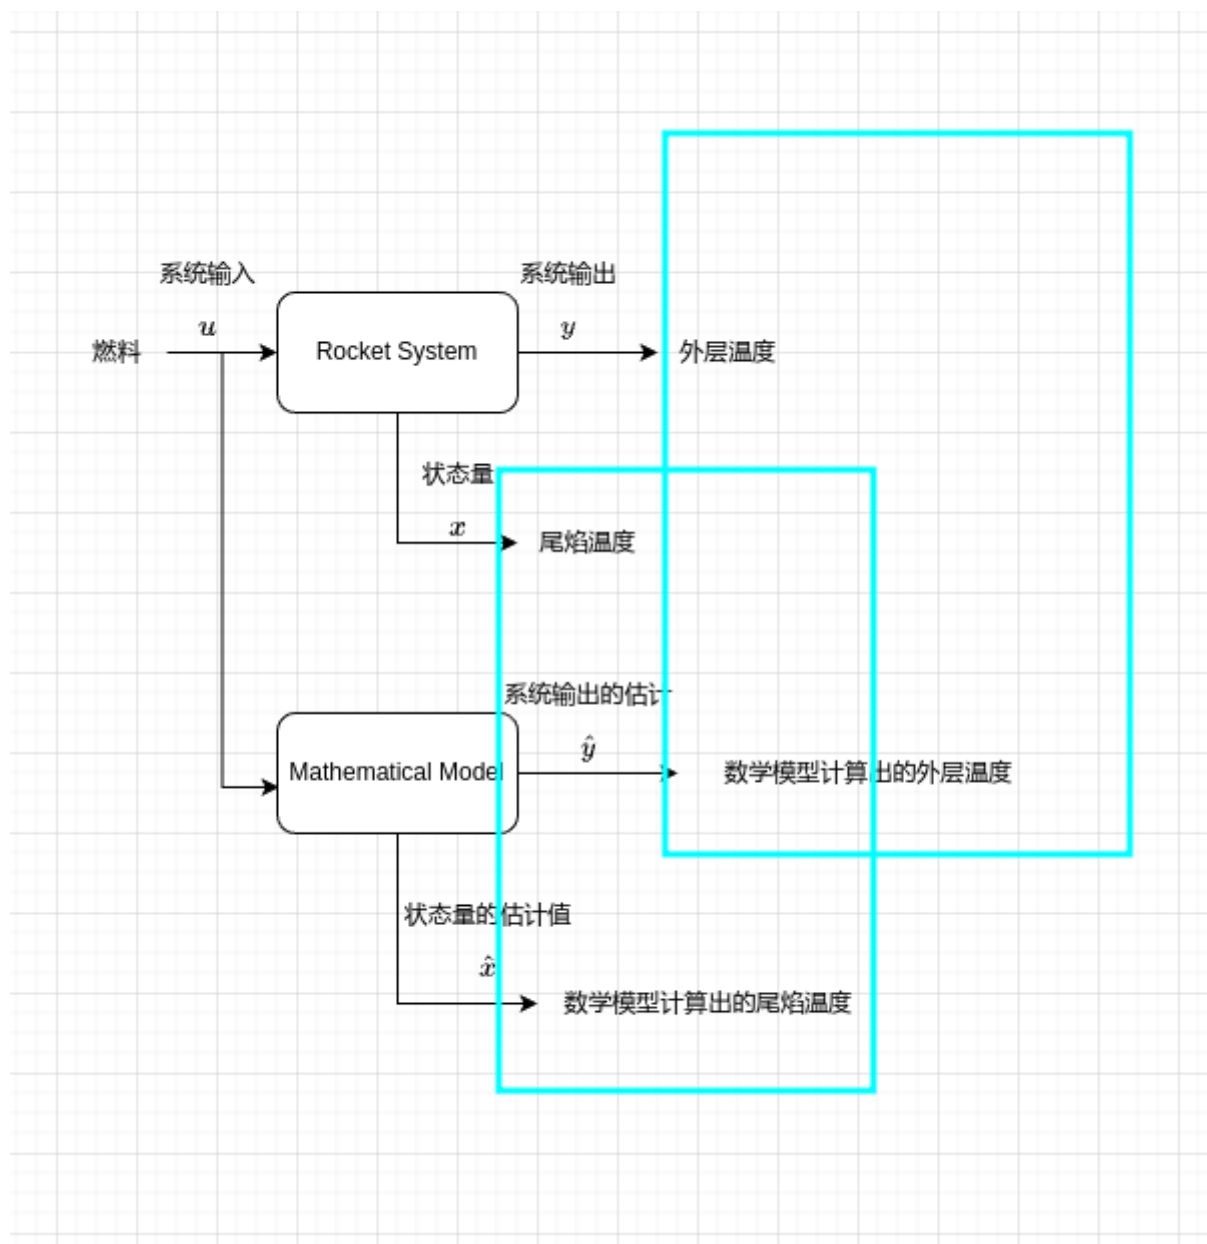 系统输入
系统输出
u
y
燃料
Rocket System
外层温度
状态量
x
尾焰温度
系统输出的估计
ŷ
Mathematical Model
数学模型计算出的外层温度
状态量的估计值
x̂
数学模型计算出的尾焰温度